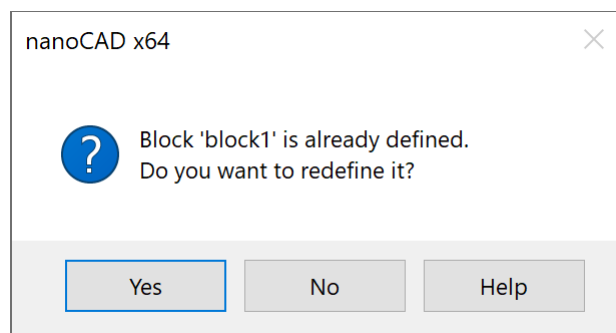 nanoCAD x64
Block 'block1' is already defined.
Do you want to redefine it?
Yes No Help